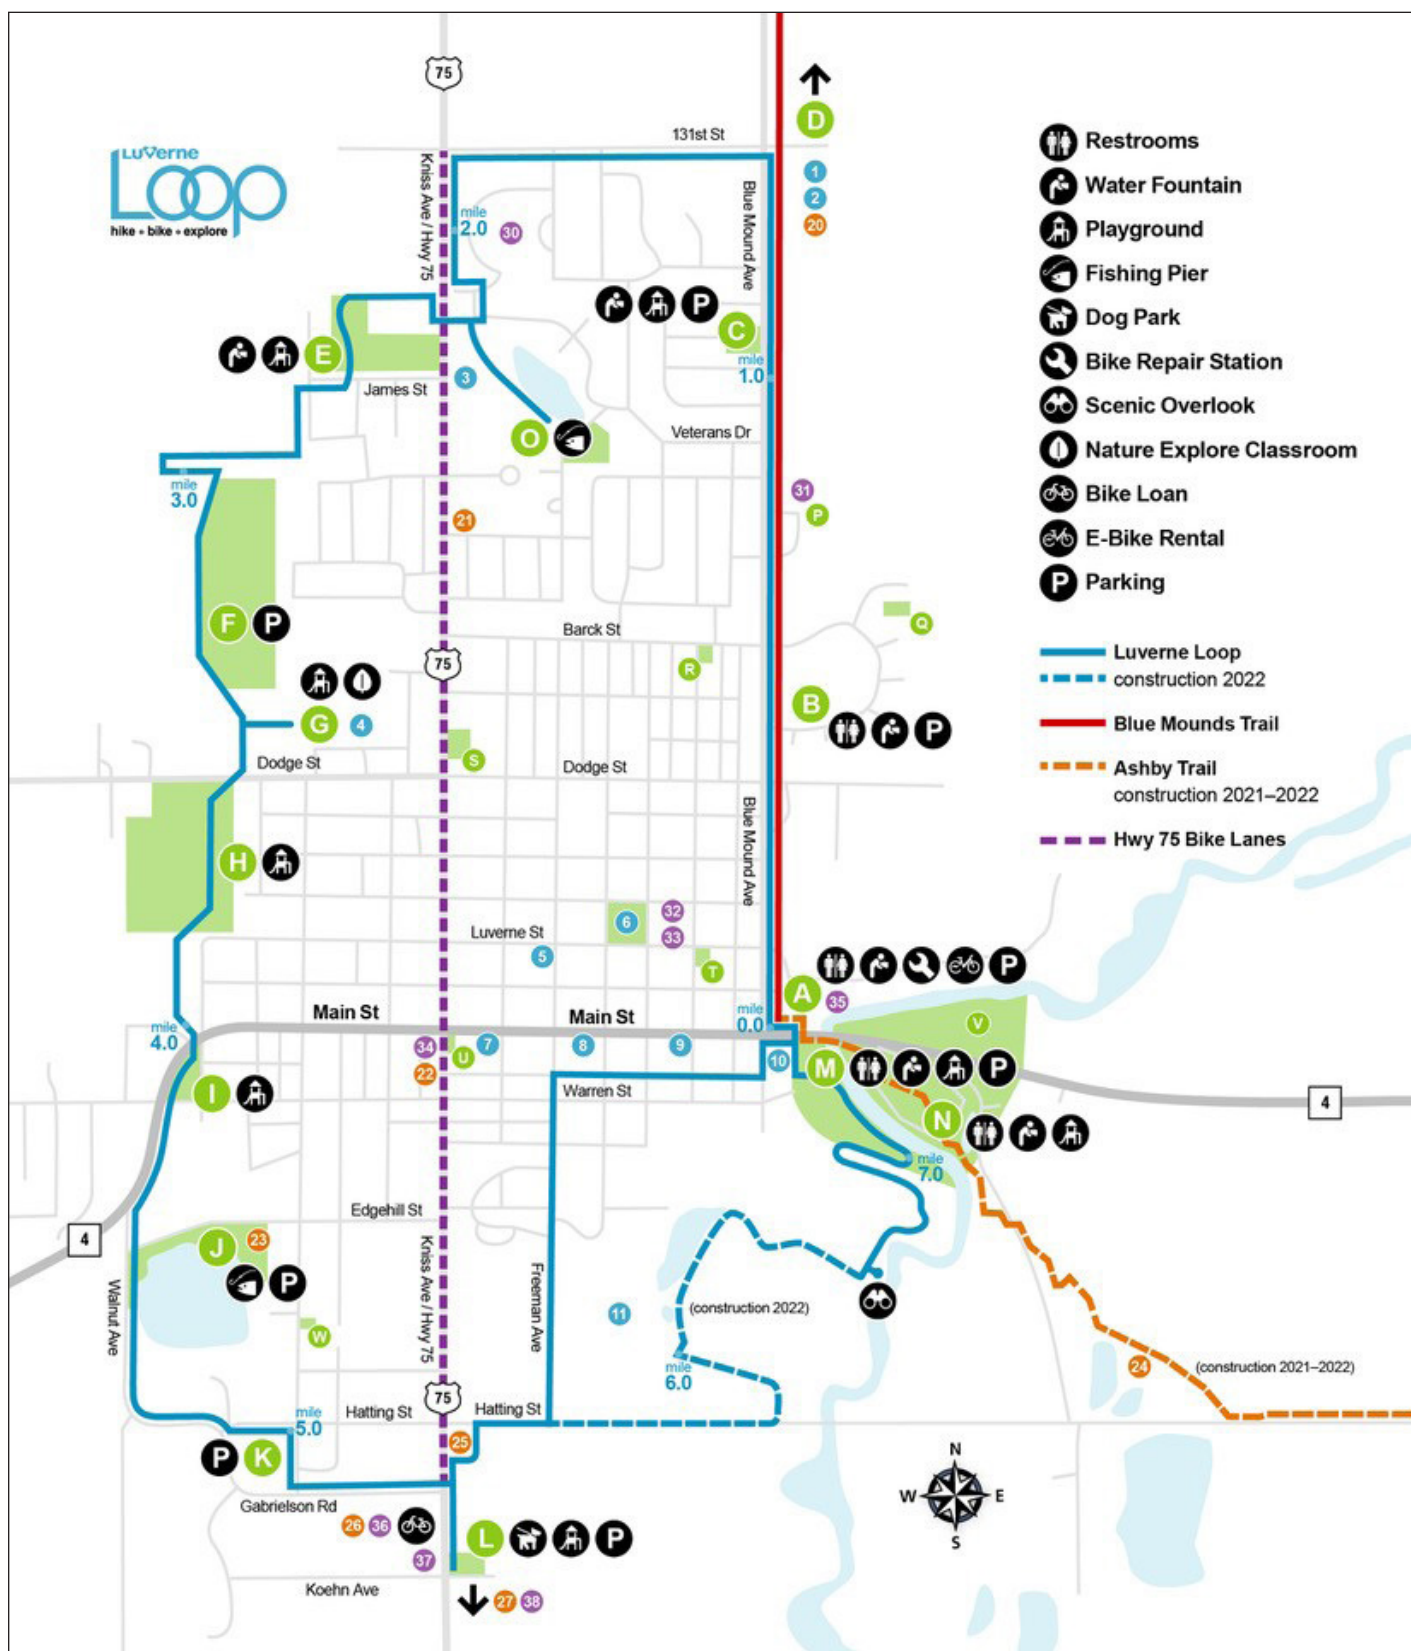 75
D
131st St
Restrooms
LuVerne
Loop
hike • bike • explore
Kniss Ave / Hwy 75
Blue Mound Ave
1
2
20
Water Fountain
mile
2.0
30
Playground
Fishing Pier
P
C
Dog Park
E
mile
1.0
Bike Repair Station
James St
3
Scenic Overlook
O
Veterans Dr
Nature Explore Classroom
mile
3.0
31
P
Bike Loan
21
E-Bike Rental
P
Parking
F
P
Barck St
Q
75
R
Luverne Loop
construction 2022
G
4
B
P
Blue Mounds Trail
Dodge St
S
Dodge St
Ashby Trail
construction 2021–2022
Blue Mound Ave
Hwy 75 Bike Lanes
H
6
32
33
Luverne St
5
T
P
A
35
Main St
Main St
mile
0.0
V
mile
4.0
34
U
7
8
9
10
22
M
P
I
Warren St
4
N
mile
7.0
Edgehill St
4
J
23
P
Walnut Ave
Kniss Ave / Hwy 75
Freeman Ave
11
(construction 2022)
W
mile
6.0
24
(construction 2021–2022)
75
mile
5.0
Hatting St
Hatting St
P
K
25
N
W
E
S
Gabrielson Rd
26
36
L
P
37
Koehn Ave
27
38